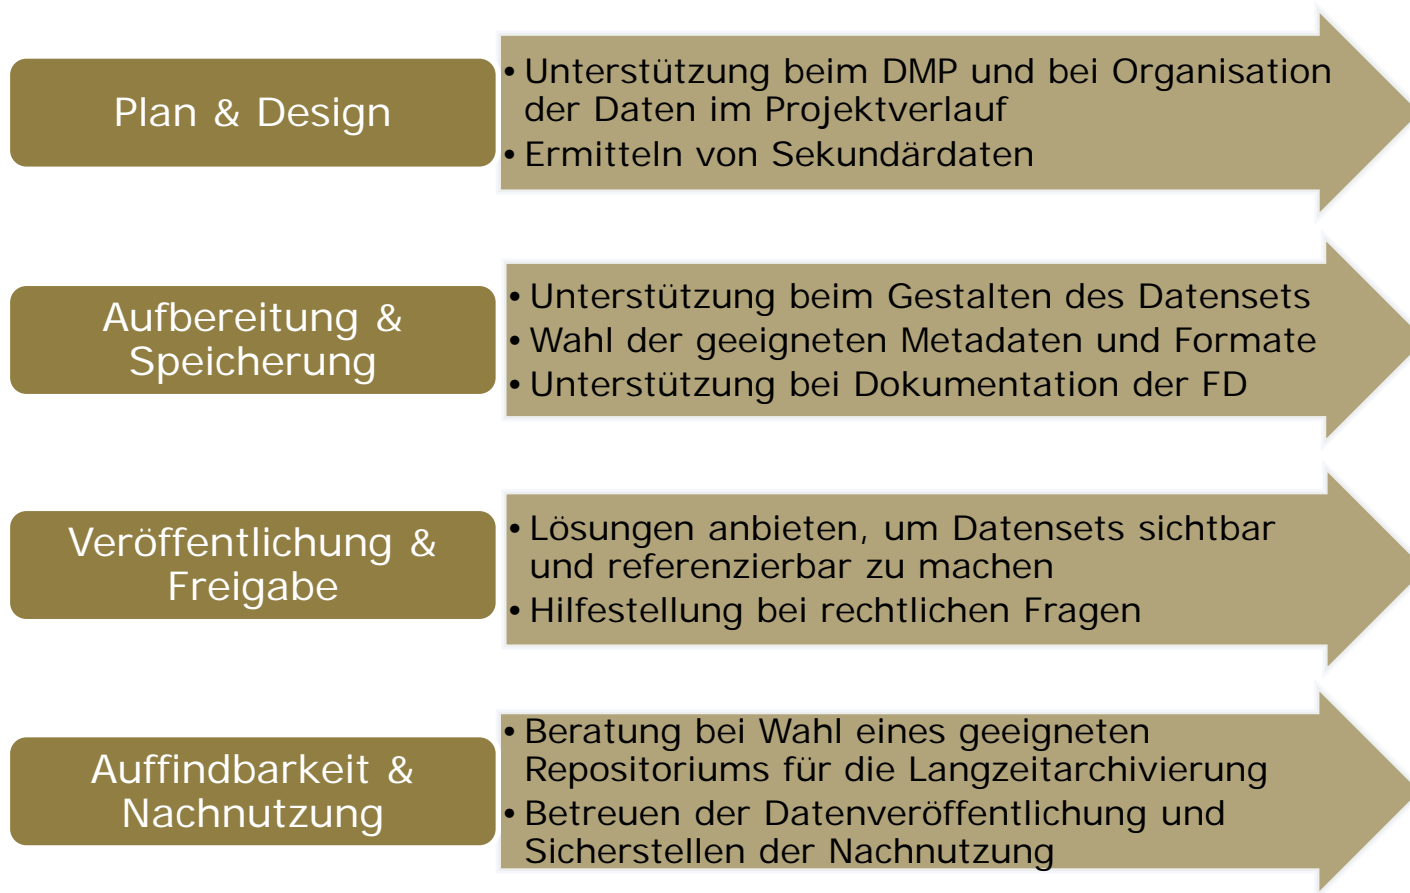 Plan & Design
• Unterstützung beim DMP und bei Organisation
der Daten im Projektverlauf
• Ermitteln von Sekundärdaten
Aufbereitung &
Speicherung
• Unterstützung beim Gestalten des Datensets
• Wahl der geeigneten Metadaten und Formate
• Unterstützung bei Dokumentation der FD
Veröffentlichung &
Freigabe
• Lösungen anbieten, um Datensets sichtbar
und referenzierbar zu machen
• Hilfestellung bei rechtlichen Fragen
Auffindbarkeit &
Nachnutzung
• Beratung bei Wahl eines geeigneten
Repositoriums für die Langzeitarchivierung
• Betreuen der Datenveröffentlichung und
Sicherstellen der Nachnutzung